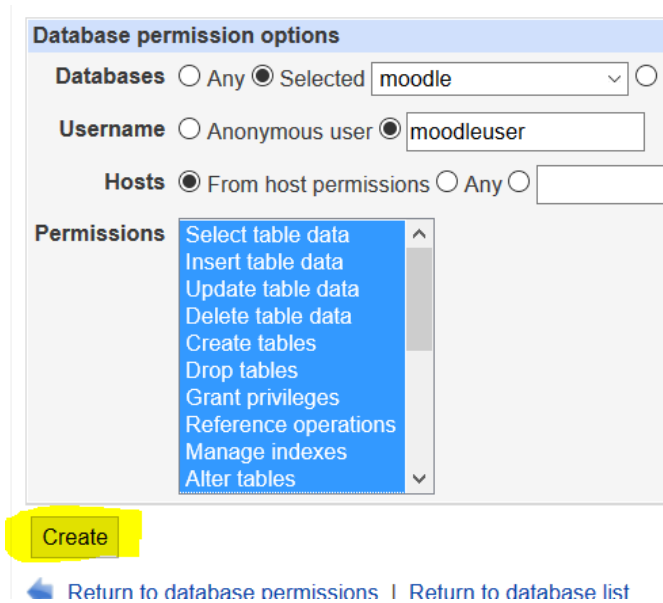 Database permission options
Databases Any Selected moodle
Username Anonymous user moodleuser
Hosts From host permissions Any
Permissions Select table data
Insert table data
Update table data
Delete table data
Create tables
Drop tables
Grant privileges
Reference operations
Manage indexes
Alter tables
Create
Return to database permissions | Return to database list